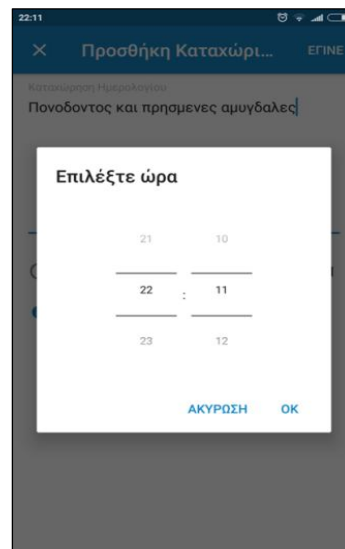 22:11
Προσθήκη Καταχώρι... ΕΓΙΝΕ
Καταχώρηση Ημερολογίου
Πονοδοντος και πρησμενες αμυγδαλες
Επιλέξτε ώρα
21 10
22 : 11
23 12
ΑΚΥΡΩΣΗ OK